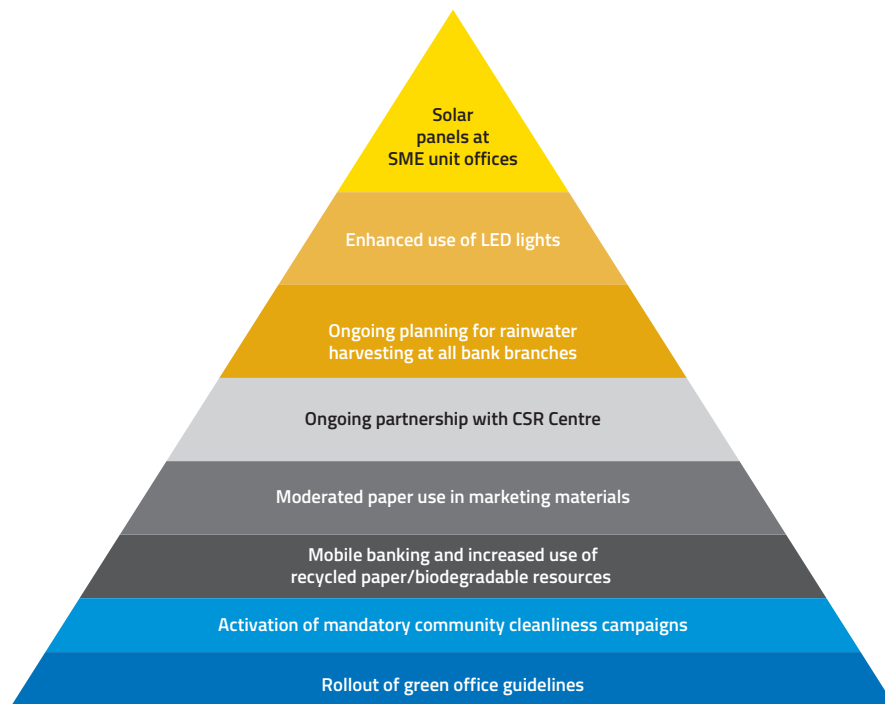 Solar
panels at
SME unit offices
Enhanced use of LED lights
Ongoing planning for rainwater
harvesting at all bank branches
Ongoing partnership with CSR Centre
Moderated paper use in marketing materials
Mobile banking and increased use of
recycled paper/biodegradable resources
Activation of mandatory community cleanliness campaigns
Rollout of green office guidelines